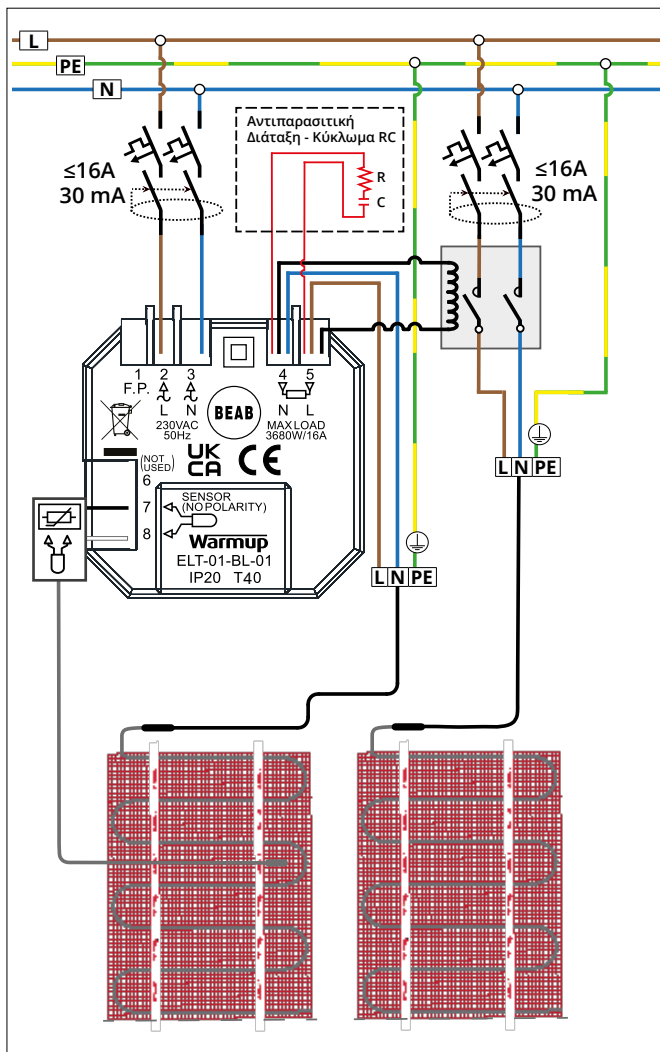 L
PE
N
Αντιπαρασιτική
Διάταξη - Κύκλωμα RC
R
C
≤16A
30 mA
≤16A
30 mA
1
2
3
4
5
F.P.
L
N
N
L
230VAC
50Hz
BEAB
MAX LOAD
3680W/16A
UK
CA
CE
(NOT
USED)
6
7
8
SENSOR
(NO POLARITY)
Warmup
ELT-01-BL-01
IP20 T40
L N PE
L N PE